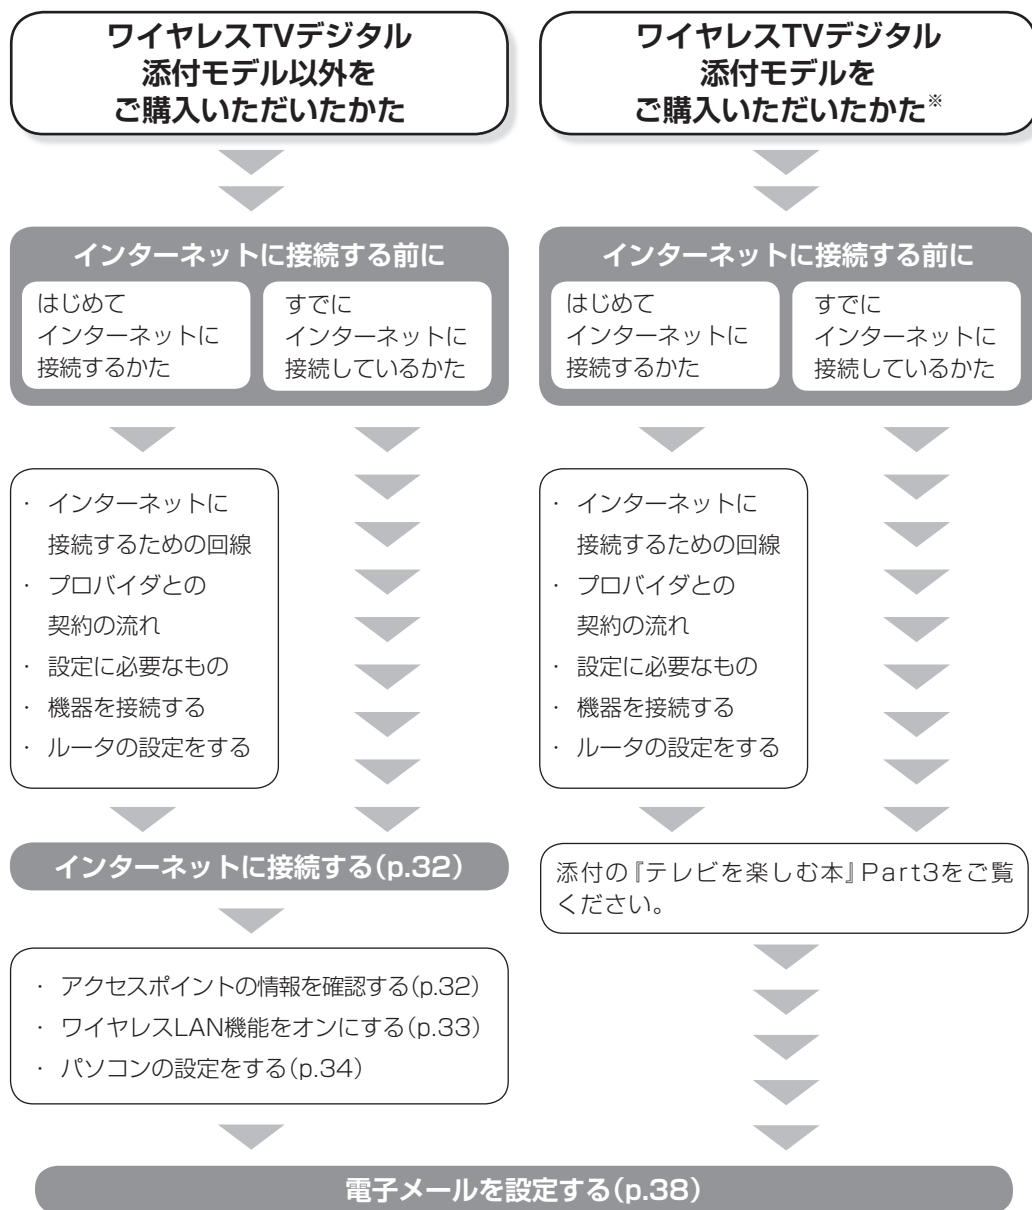 ワイヤレスTVデジタル
添付モデル以外を
ご購入いただいたかた
インターネットに接続する前に
はじめて
インターネットに
接続するかた
すでに
インターネットに
接続しているかた
・ インターネットに
接続するための回線
・ プロバイダとの
契約の流れ
・ 設定に必要なもの
・ 機器を接続する
・ ルータの設定をする
インターネットに接続する(p.32)
・ アクセスポイントの情報を確認する(p.32)
・ ワイヤレスLAN機能をオンにする(p.33)
・ パソコンの設定をする(p.34)
ワイヤレスTVデジタル
添付モデルを
ご購入いただいたかた※
インターネットに接続する前に
はじめて
インターネットに
接続するかた
すでに
インターネットに
接続しているかた
・ インターネットに
接続するための回線
・ プロバイダとの
契約の流れ
・ 設定に必要なもの
・ 機器を接続する
・ ルータの設定をする
添付の『テレビを楽しむ本』Part3をご覧
ください。
電子メールを設定する(p.38)